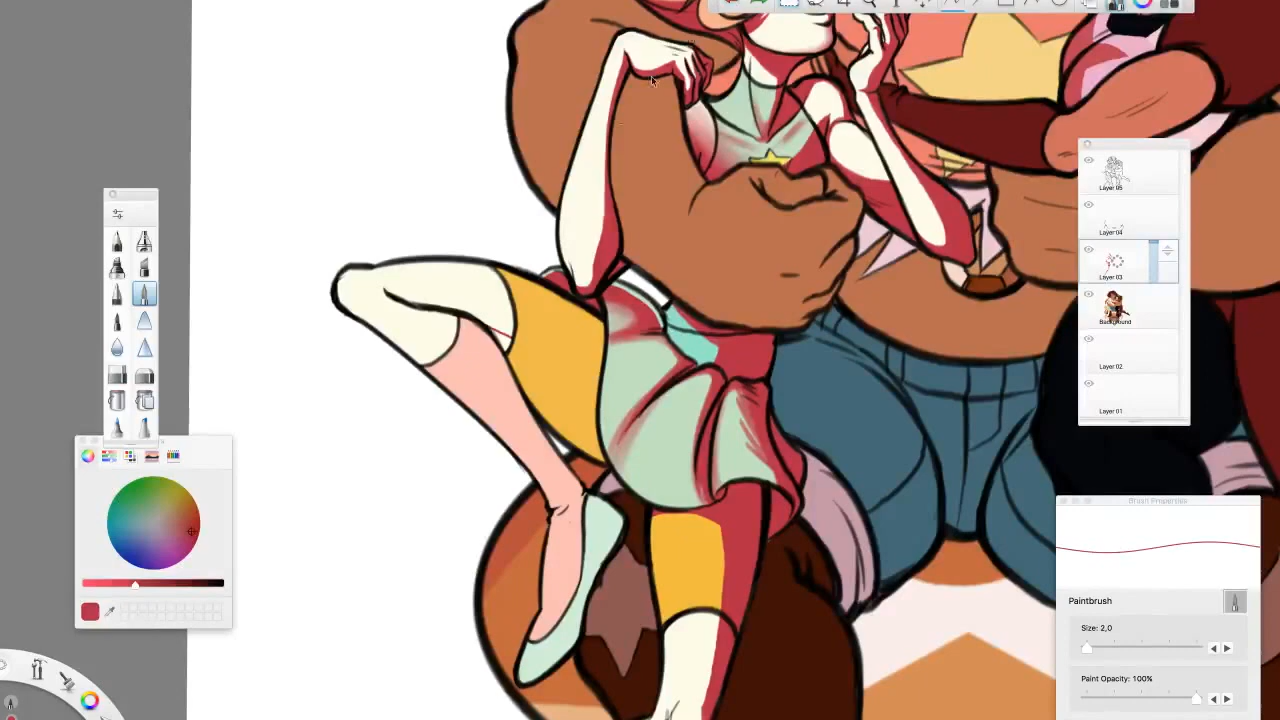 Layer 05
Layer 04
Layer 03
Background
Layer 02
Layer 01
Brush Properties
Paintbrush
Size: 2,0
Paint Opacity: 100%